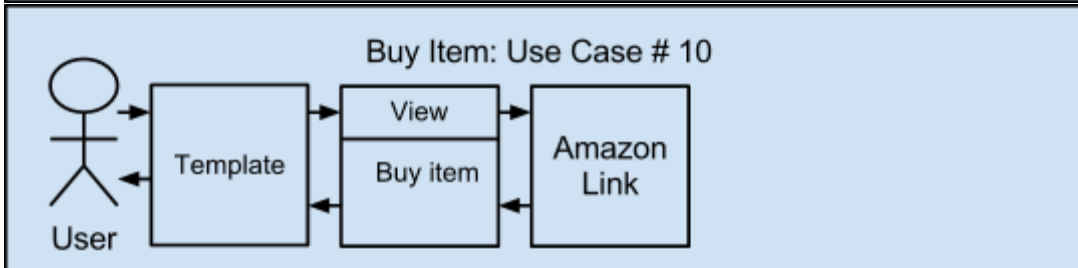 Buy Item: Use Case # 10
User
Template
View
Buy item
Amazon
Link